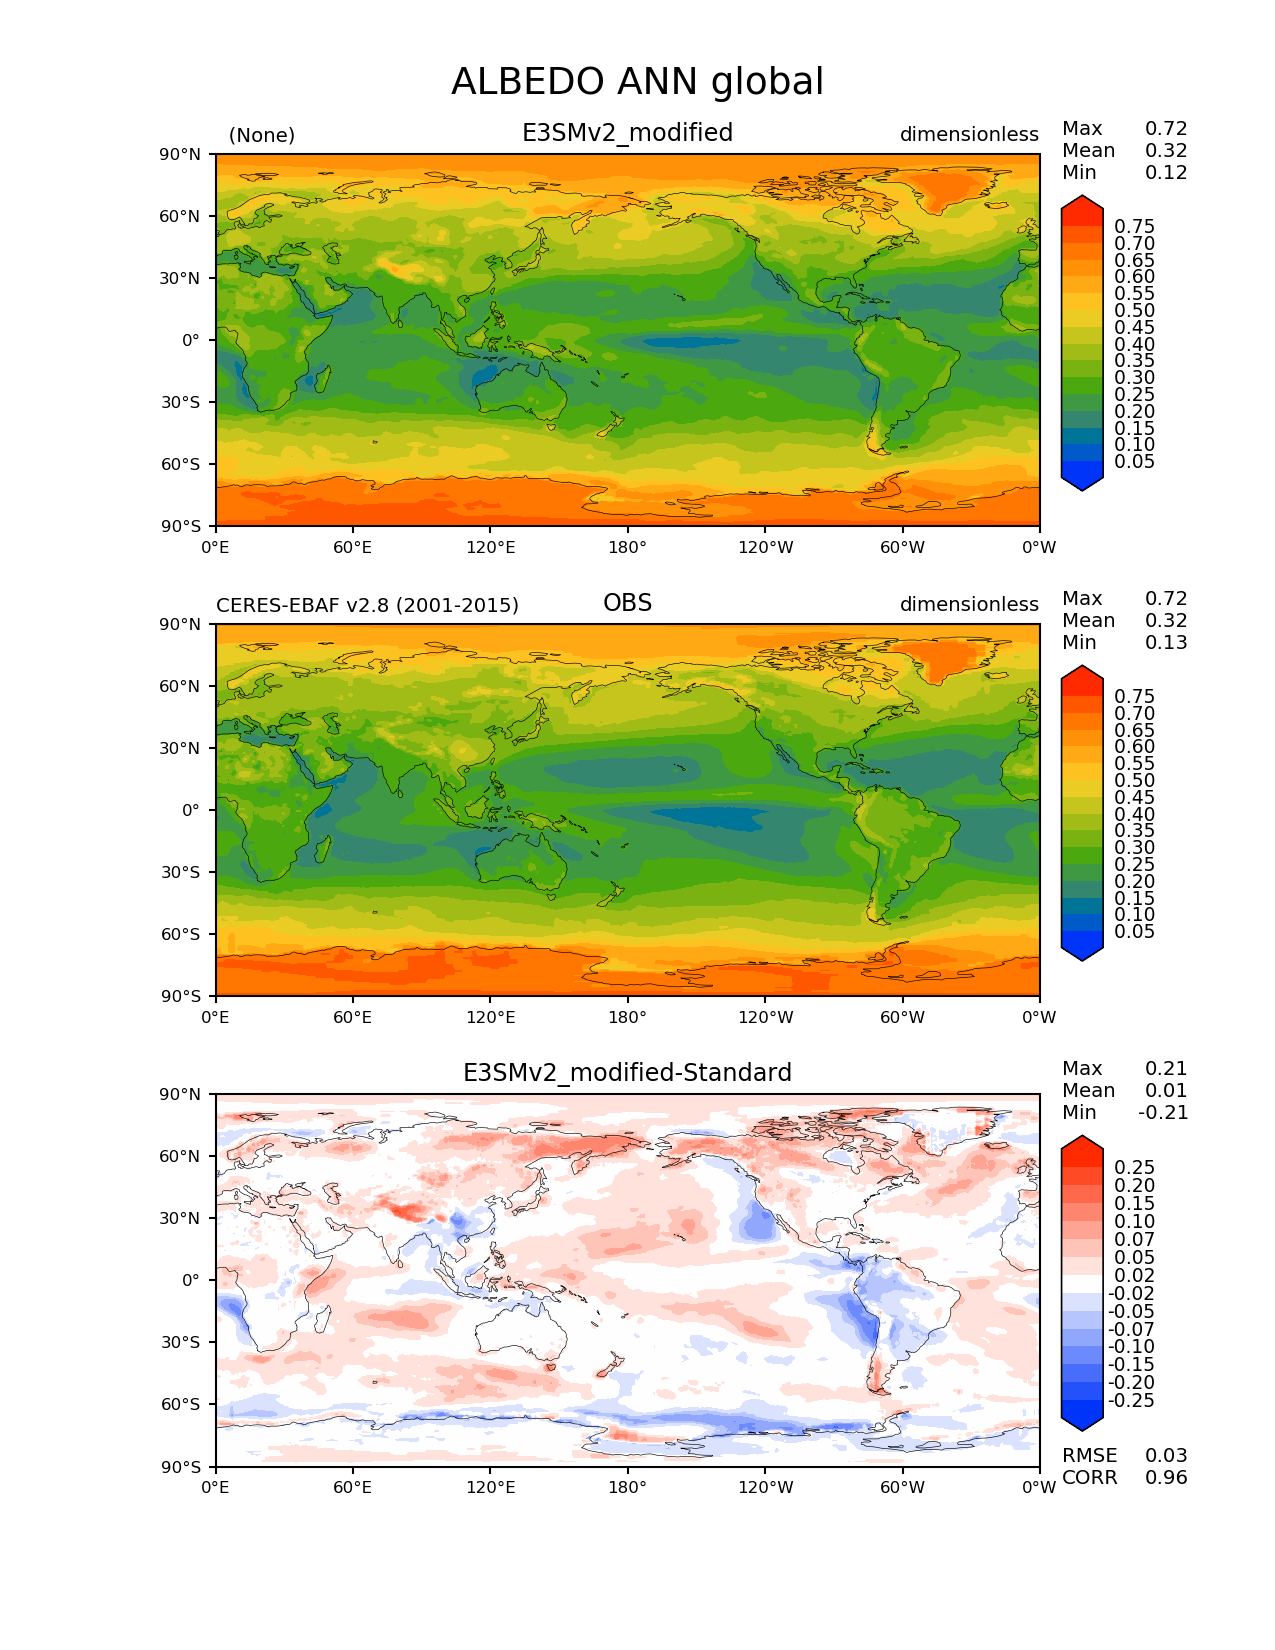 ALBEDO ANN global
(None) E3SMv2_modified dimensionless
Max 0.72
Mean 0.32
Min 0.12
90°N
60°N
30°N
0°
30°S
60°S
90°S
0°E 60°E 120°E 180° 120°W 60°W 0°W
0.75
0.70
0.65
0.60
0.55
0.50
0.45
0.40
0.35
0.30
0.25
0.20
0.15
0.10
0.05
CERES-EBAF v2.8 (2001-2015) OBS dimensionless
Max 0.72
Mean 0.32
Min 0.13
90°N
60°N
30°N
0°
30°S
60°S
90°S
0°E 60°E 120°E 180° 120°W 60°W 0°W
0.75
0.70
0.65
0.60
0.55
0.50
0.45
0.40
0.35
0.30
0.25
0.20
0.15
0.10
0.05
E3SMv2_modified-Standard
Max 0.21
Mean 0.01
Min -0.21
90°N
60°N
30°N
0°
30°S
60°S
90°S
0°E 60°E 120°E 180° 120°W 60°W 0°W
0.25
0.20
0.15
0.10
0.07
0.05
0.02
-0.02
-0.05
-0.07
-0.10
-0.15
-0.20
-0.25
RMSE 0.03
CORR 0.96